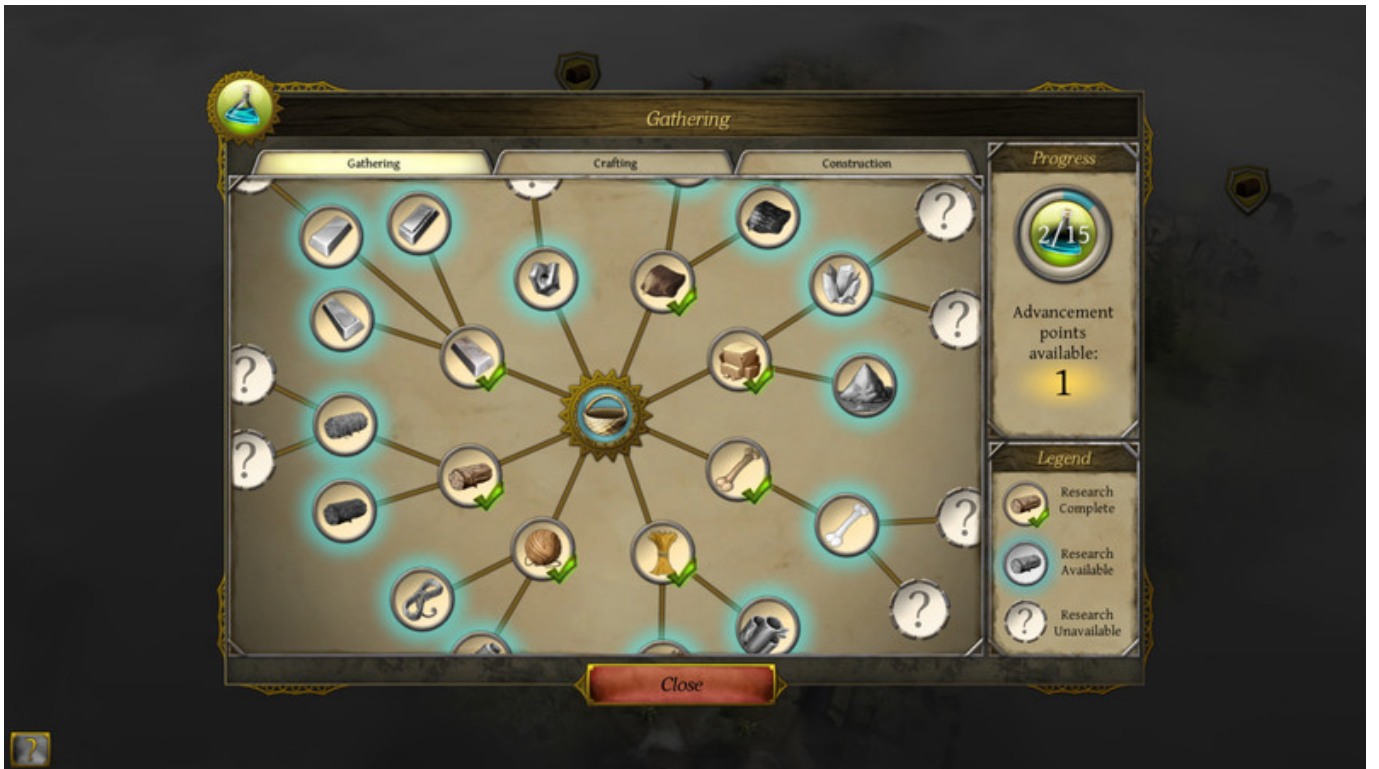 Gathering
Gathering
Crafting
Construction
Progress
2/15
Advancement
points
available:
1
Legend
Research
Complete
Research
Available
Research
Unavailable
?
?
?
?
?
?
?
Close
?